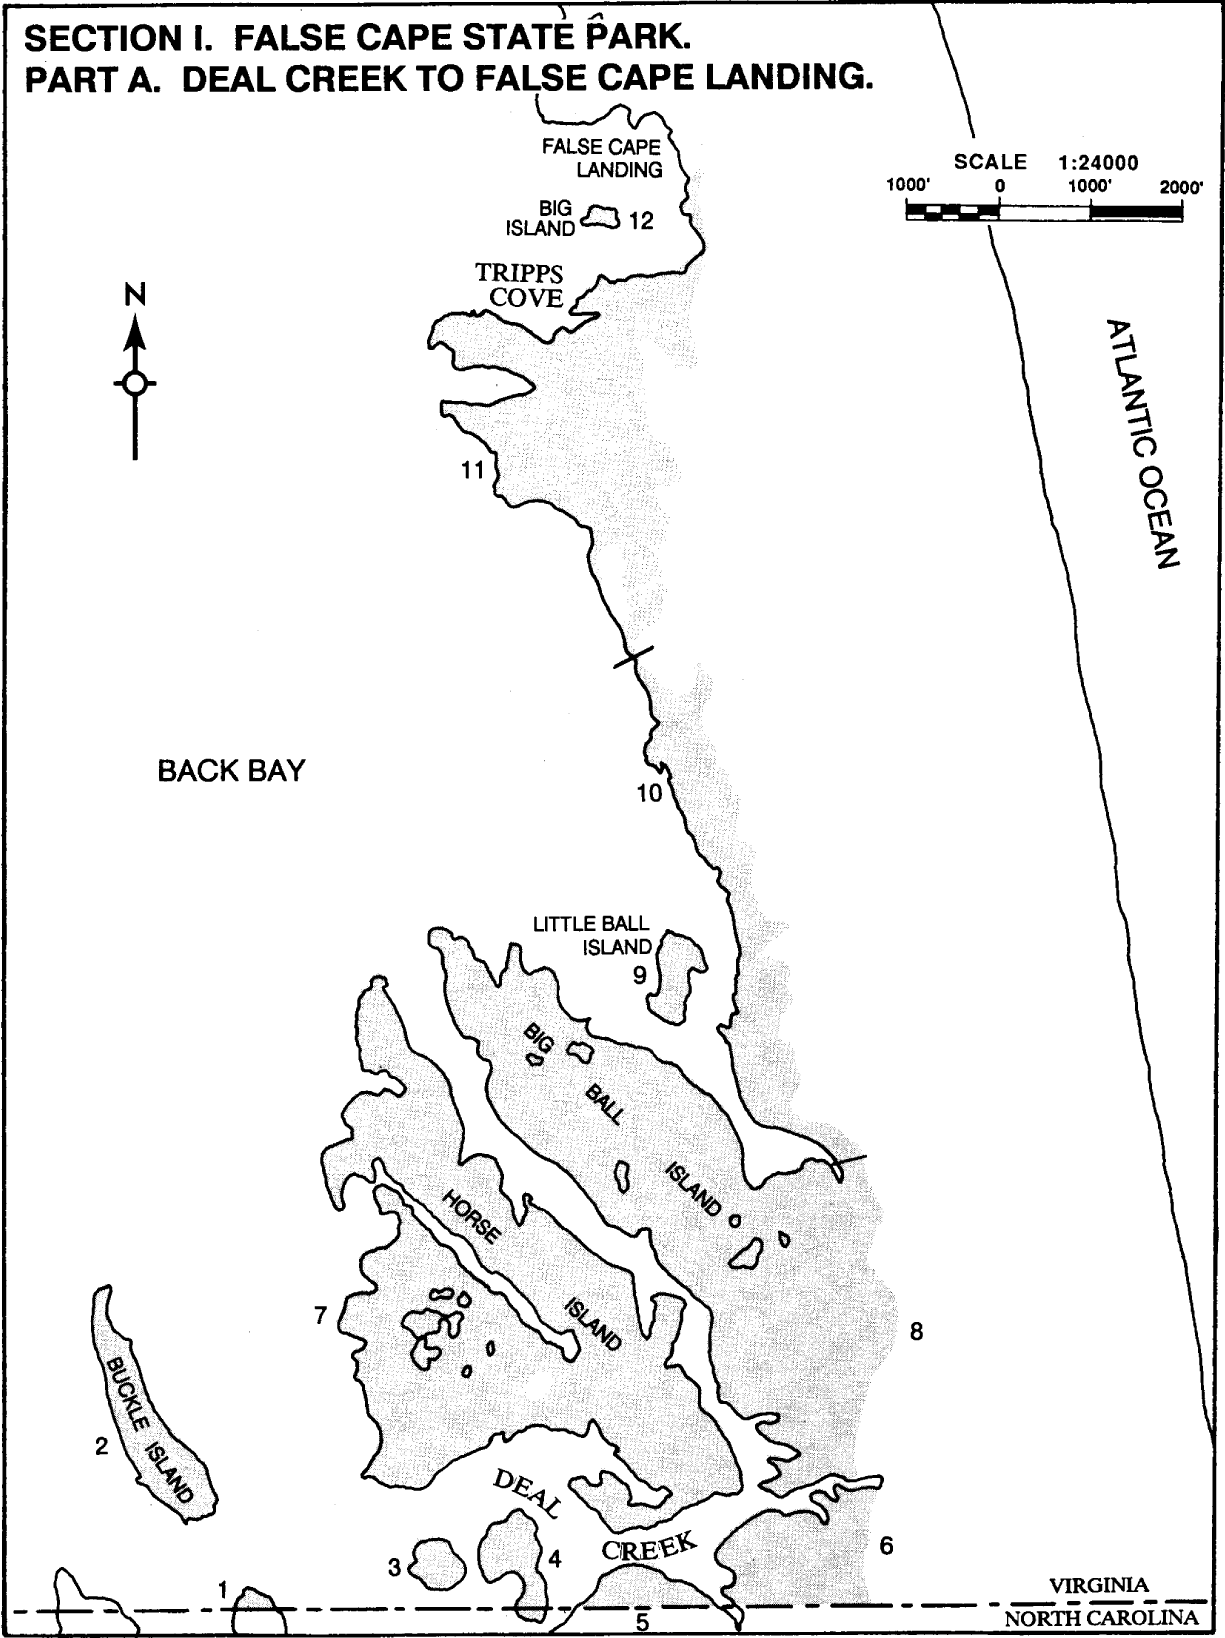 SECTION I. FALSE CAPE STATE PARK.
PART A. DEAL CREEK TO FALSE CAPE LANDING.
FALSE CAPE
LANDING
SCALE 1:24000
1000' 0 1000' 2000'
BIG
ISLAND
12
TRIPPS
COVE
N
ATLANTIC OCEAN
11
BACK BAY
10
LITTLE BALL
ISLAND
9
BIG
BALL
ISLAND
HORSE
ISLAND
7
8
BUCKLE ISLAND
2
DEAL
CREEK
6
3
4
1
5
VIRGINIA
NORTH CAROLINA